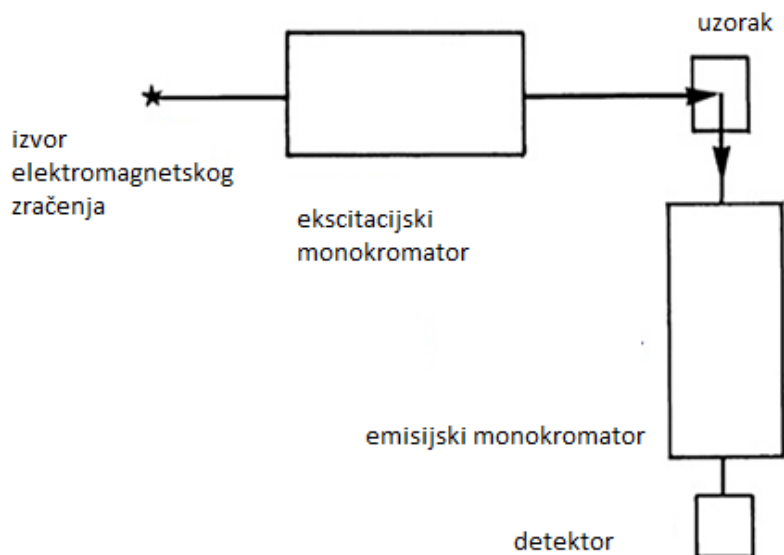 uzorak
izvor
elektromagnetskog
zračenja
ekscitacijski
monokromator
emisijski monokromator
detektor